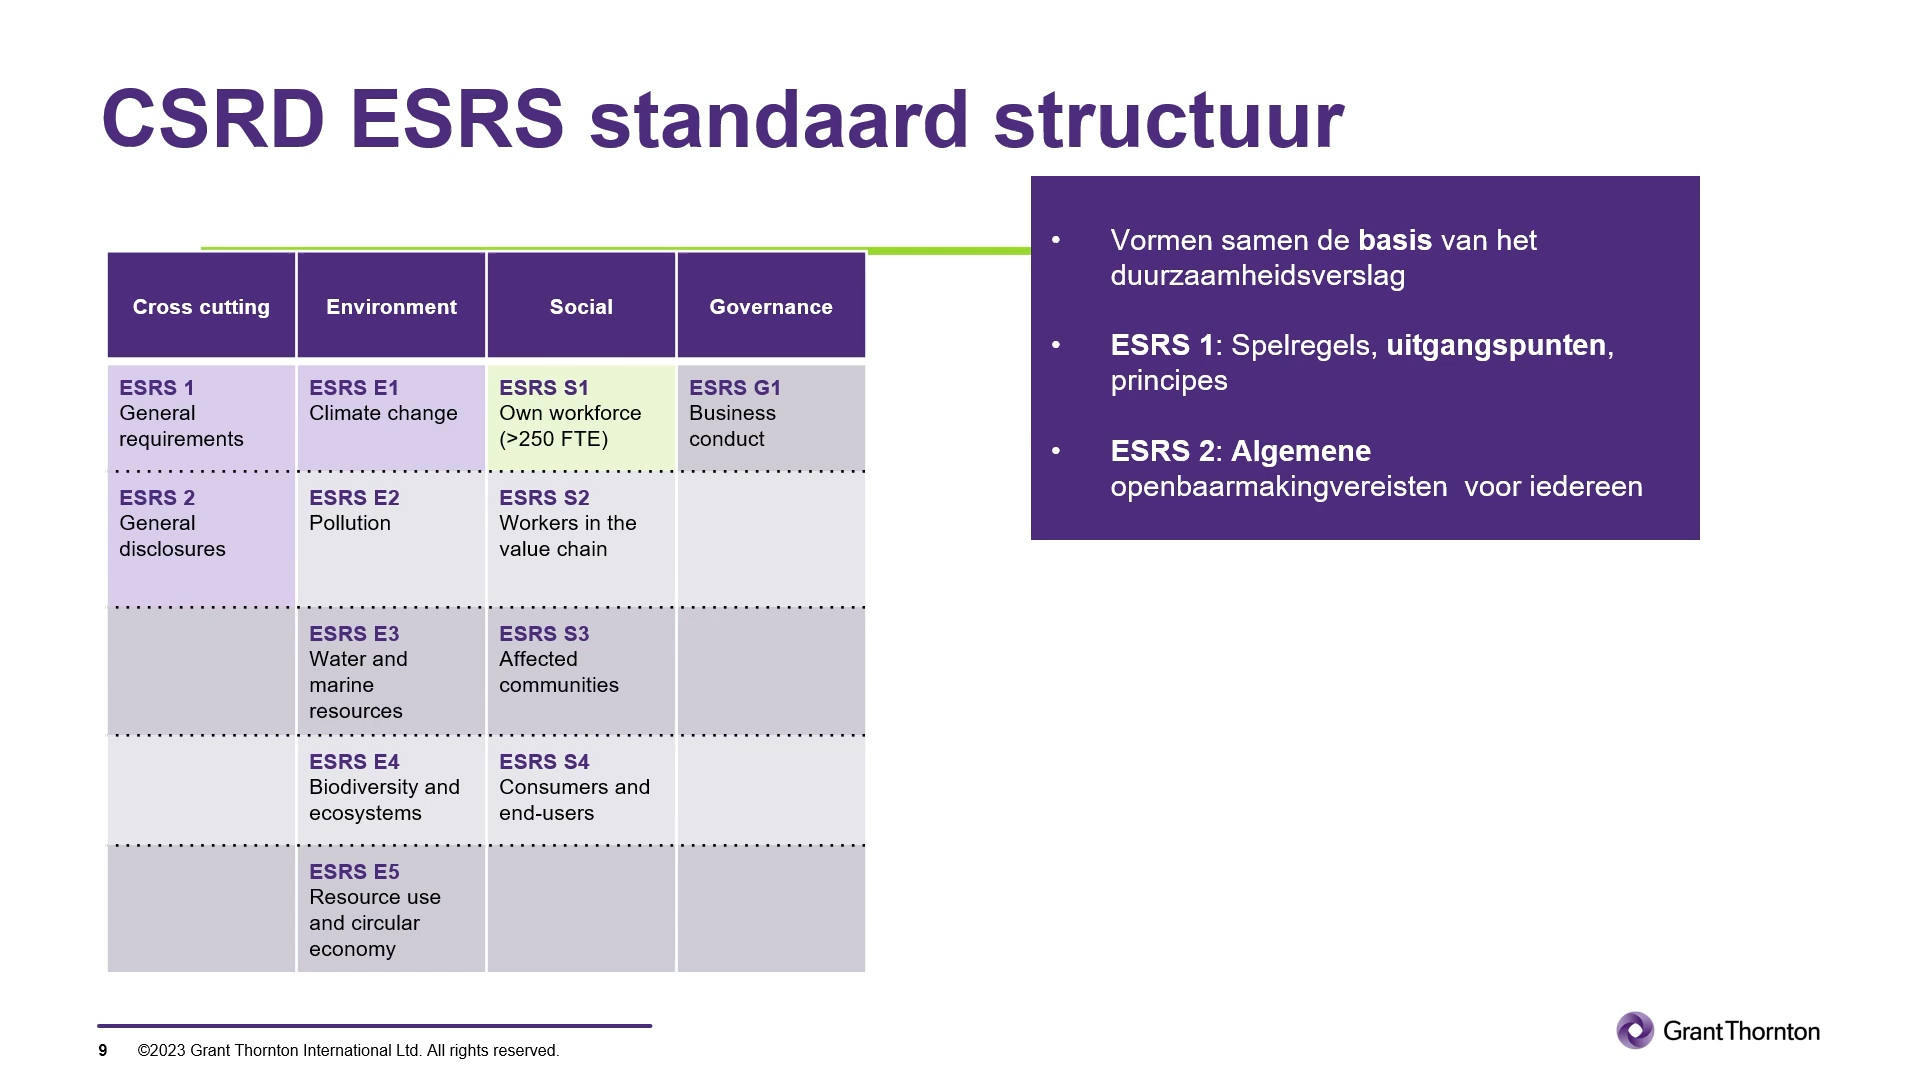 CSRD ESRS standaard structuur
Cross cutting
Environment
Social
Governance
ESRS 1
General
requirements
ESRS E1
Climate change
ESRS S1
Own workforce
(>250 FTE)
ESRS G1
Business
conduct
ESRS 2
General
disclosures
ESRS E2
Pollution
ESRS S2
Workers in the
value chain
ESRS E3
Water and
marine
resources
ESRS S3
Affected
communities
ESRS E4
Biodiversity and
ecosystems
ESRS S4
Consumers and
end-users
ESRS E5
Resource use
and circular
economy
• Vormen samen de basis van het
duurzaamheidsverslag
• ESRS 1: Spelregels, uitgangspunten,
principes
• ESRS 2: Algemene
openbaarmakingvereisten  voor iedereen
9 ©2023 Grant Thornton International Ltd. All rights reserved.
GrantThornton